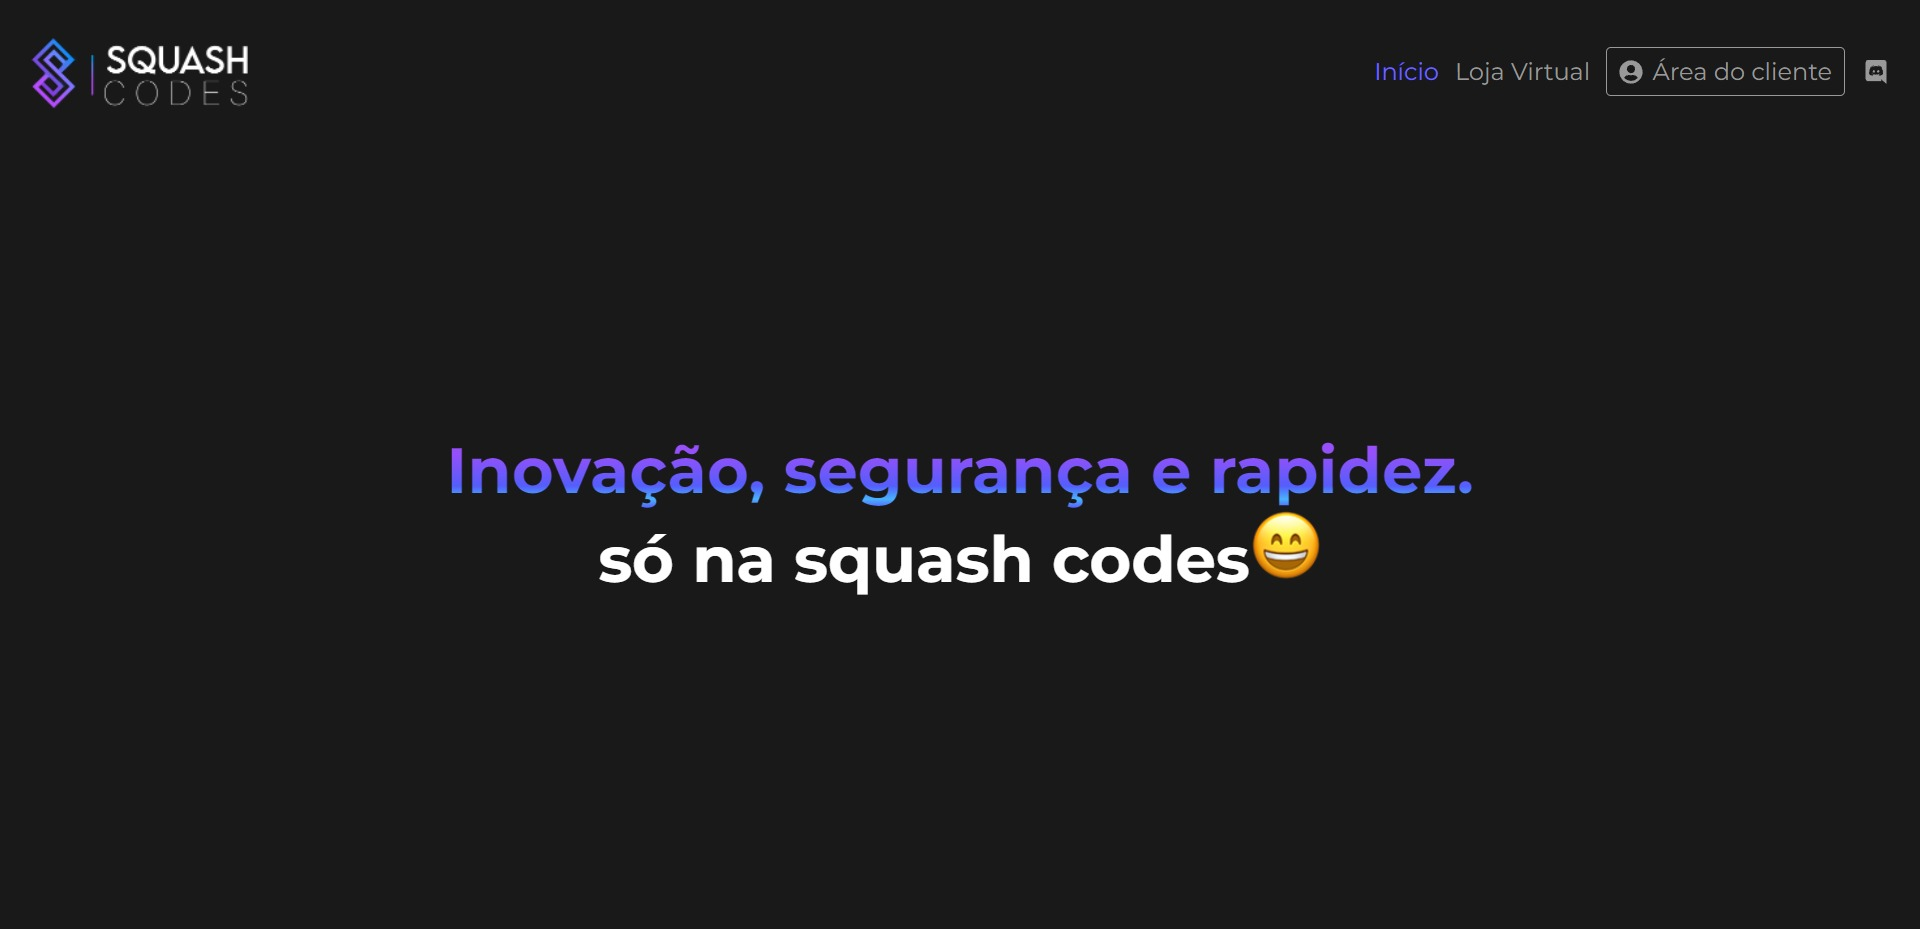 SQUASH
CODES
Início Loja Virtual Área do cliente
Inovação, segurança e rapidez.
só na squash codes😄